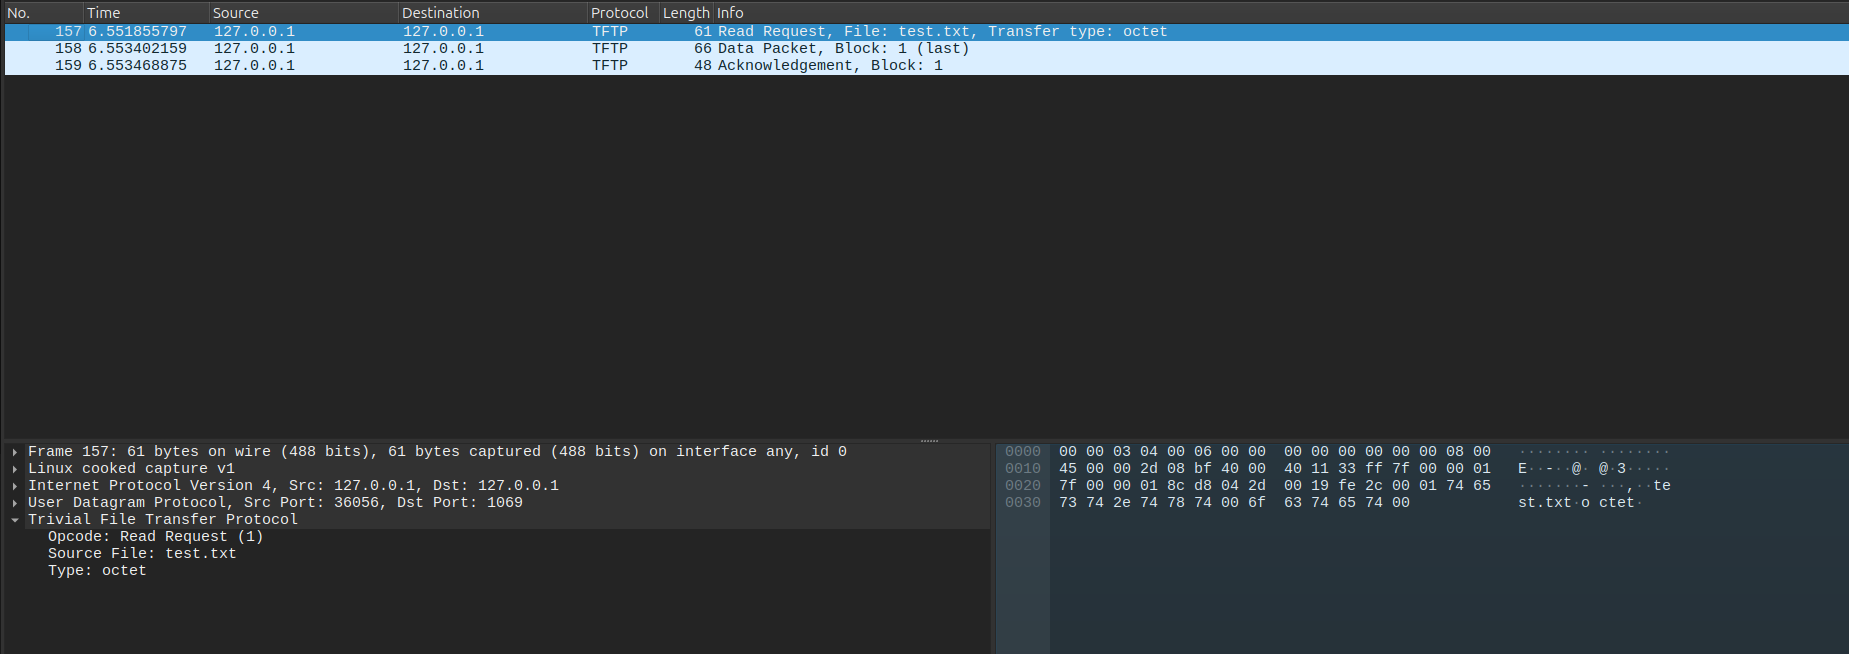 No. Time Source Destination Protocol Length Info
157 6.551855797 127.0.0.1 127.0.0.1 TFTP 61 Read Request, File: test.txt, Transfer type: octet
158 6.553402159 127.0.0.1 127.0.0.1 TFTP 66 Data Packet, Block: 1 (last)
159 6.553468875 127.0.0.1 127.0.0.1 TFTP 48 Acknowledgement, Block: 1
Frame 157: 61 bytes on wire (488 bits), 61 bytes captured (488 bits) on interface any, id 0
Linux cooked capture v1
Internet Protocol Version 4, Src: 127.0.0.1, Dst: 127.0.0.1
User Datagram Protocol, Src Port: 36056, Dst Port: 1069
Trivial File Transfer Protocol
Opcode: Read Request (1)
Source File: test.txt
Type: octet
0000 00 00 03 04 00 06 00 00 00 00 00 00 00 00 08 00 ········ ········
0010 45 00 00 2d 08 bf 40 00 40 11 33 ff 7f 00 00 01 E··-··@· @·3·····
0020 7f 00 00 01 8c d8 04 2d 00 19 fe 2c 00 01 74 65 ·······- ···,··te
0030 73 74 2e 74 78 74 00 6f 63 74 65 74 00 st.txt·o ctet·